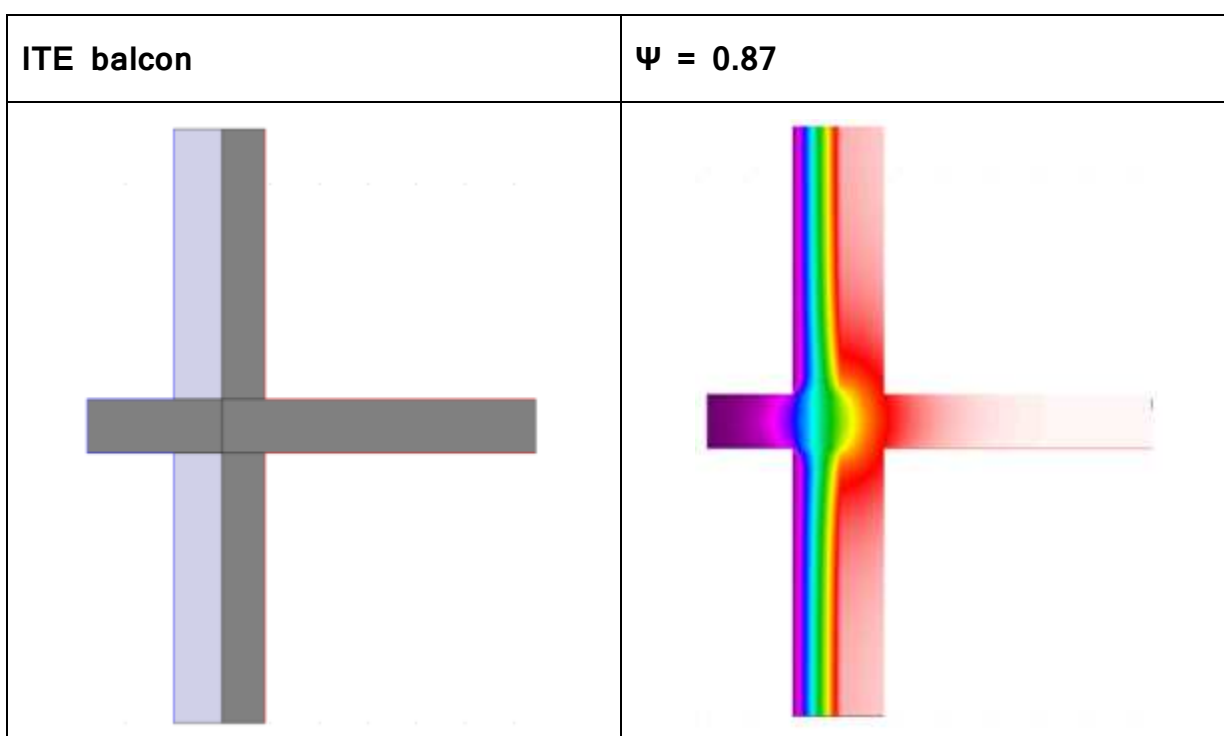 ITE balcon
Ψ = 0.87